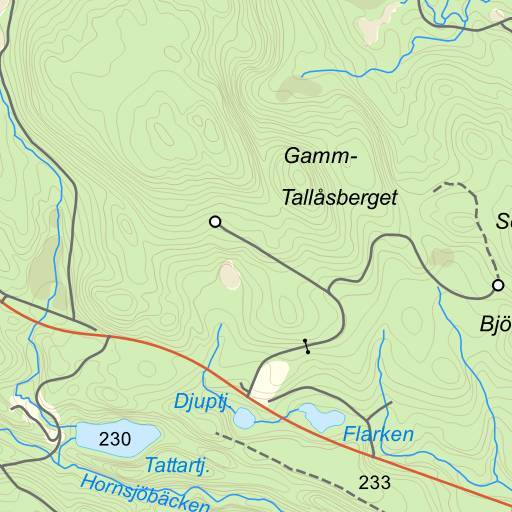 Gamm-
Tallåsberget
Djuptj.
Flarken
230
Tattartj.
233
Hornsjöbäcken